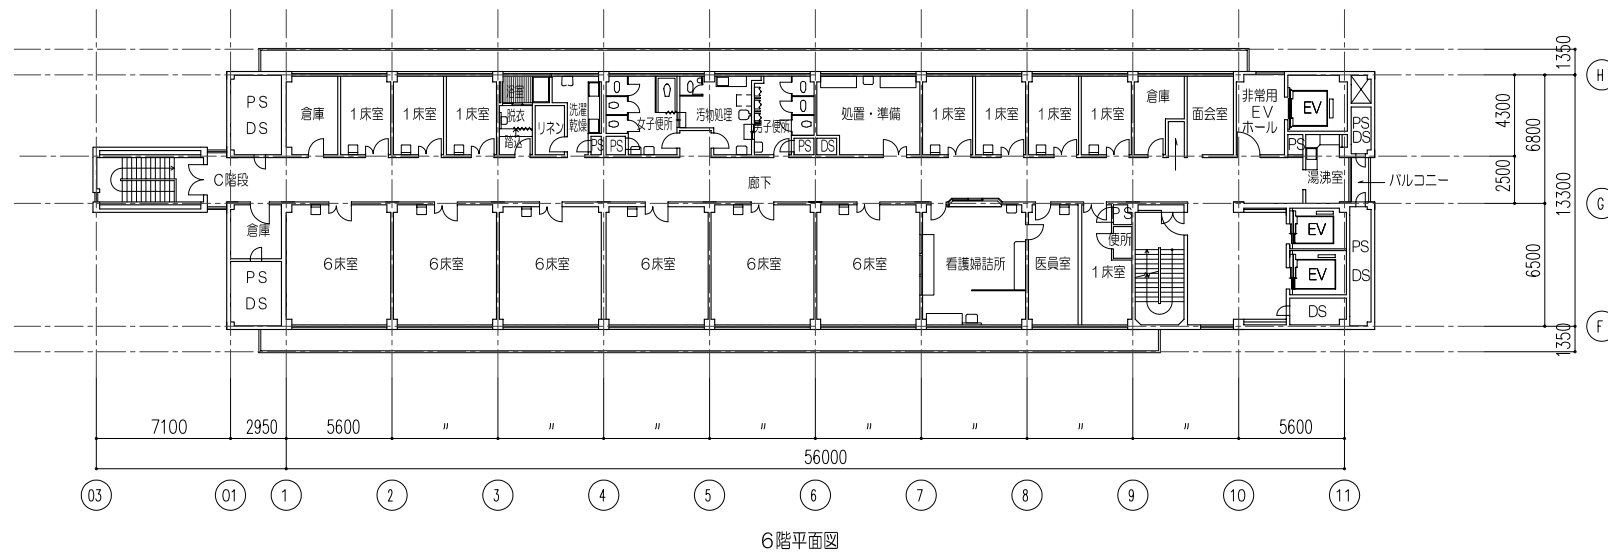 1350
H
PS
DS
倉庫
1床室
1床室
1床室
浴室
脱衣
踏込
リネン
洗濯
乾燥
PS
PS
女子便所
汚物処理
男子便所
PS
DS
処置・準備
1床室
1床室
1床室
1床室
倉庫
面会室
非常用
EV
ホール
EV
PS
DS
PS
4300
6800
C階段
廊下
湯沸室
バルコニー
2500
13300
G
倉庫
PS
DS
6床室
6床室
6床室
6床室
6床室
6床室
看護婦詰所
医員室
PS
便所
1床室
EV
EV
DS
PS
DS
6500
F
1350
7100
2950
5600
〃
〃
〃
〃
〃
〃
〃
〃
5600
56000
03
01
1
2
3
4
5
6
7
8
9
10
11
6階平面図